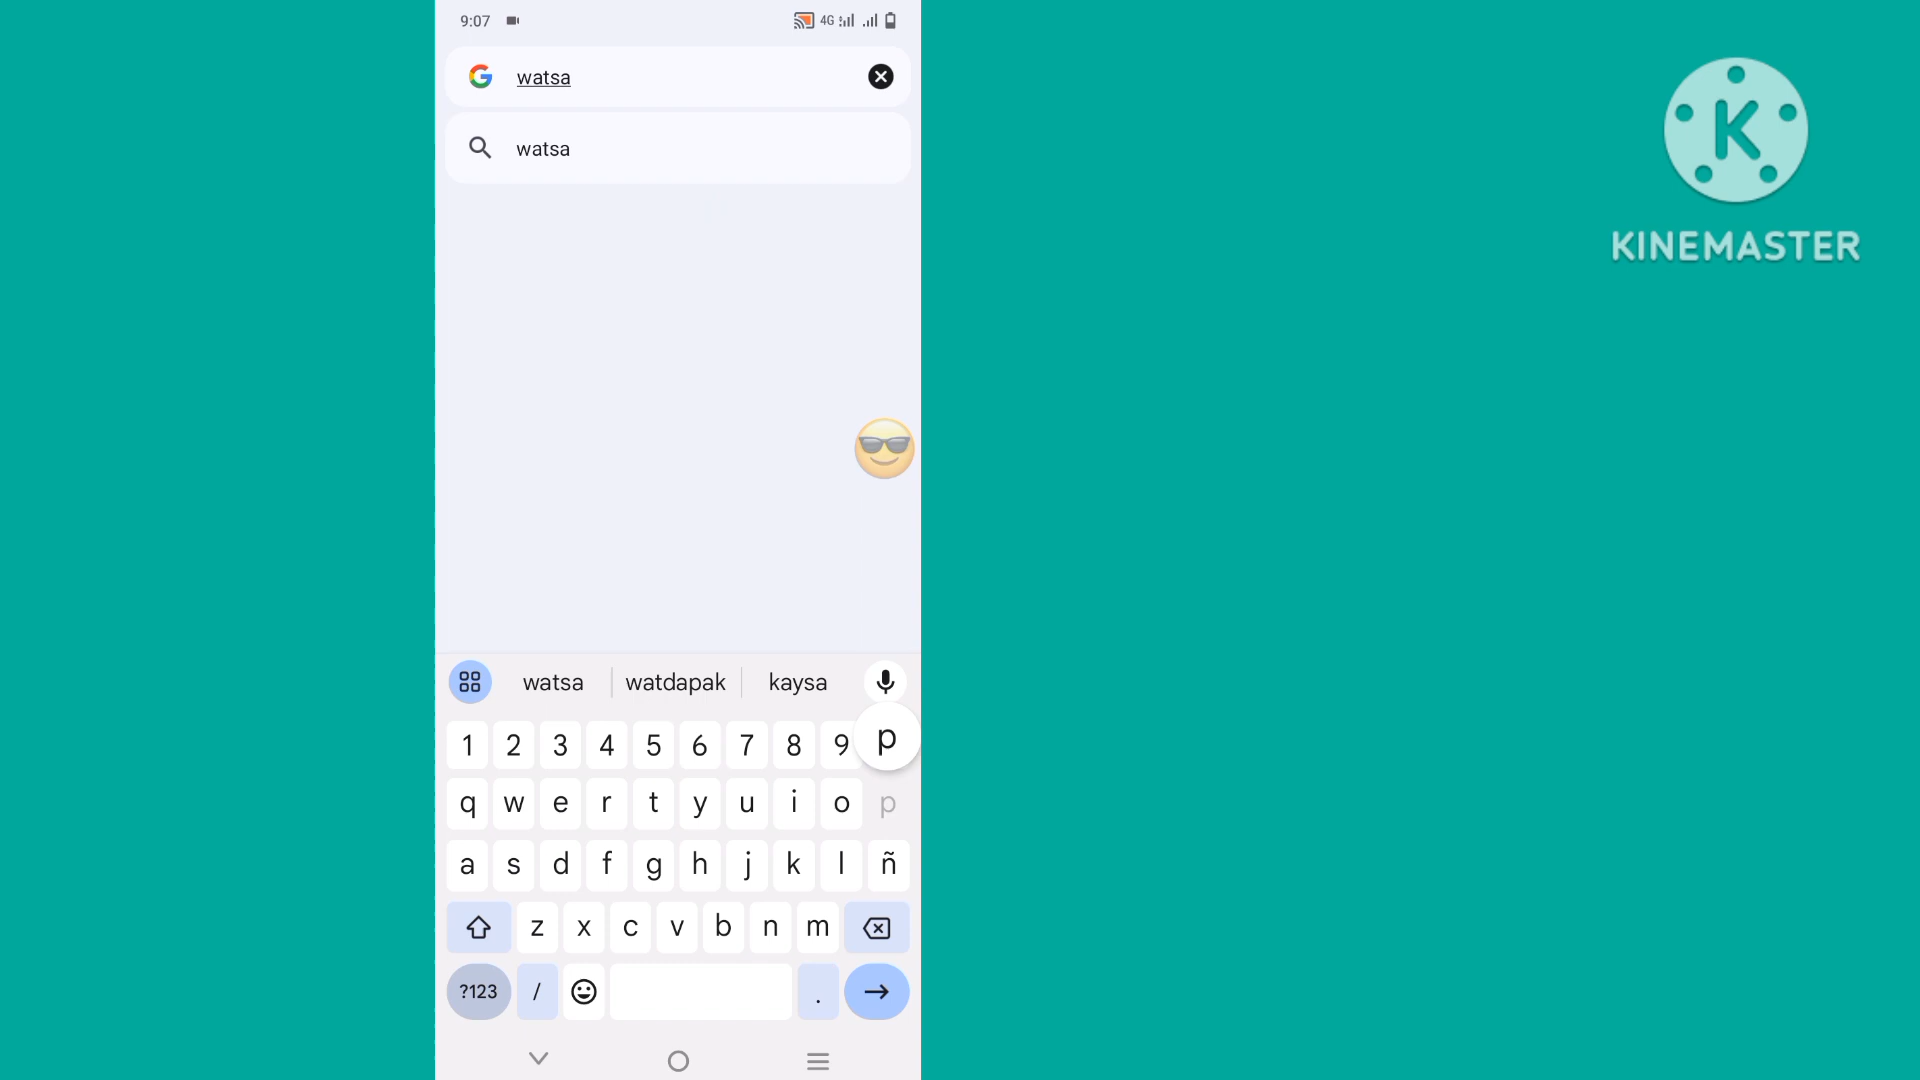 9:07 4G
watsa
watsa
watsa watdapak kaysa
1 2 3 4 5 6 7 8 9 p
q w e r t y u i o p
a s d f g h j k l ñ
z x c v b n m
?123 / .
KINEMASTER